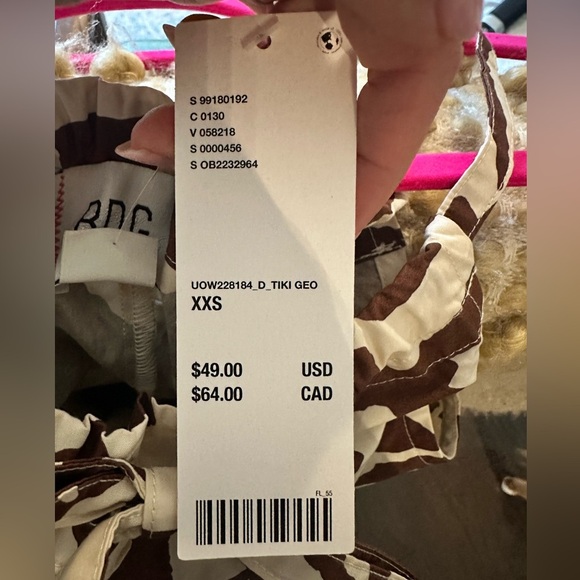 S 99180192
C 0130
V 058218
S 0000456
S OB2232964
BDG
UOW228184_D_TIKI GEO
XXS
$49.00 USD
$64.00 CAD
FL_55